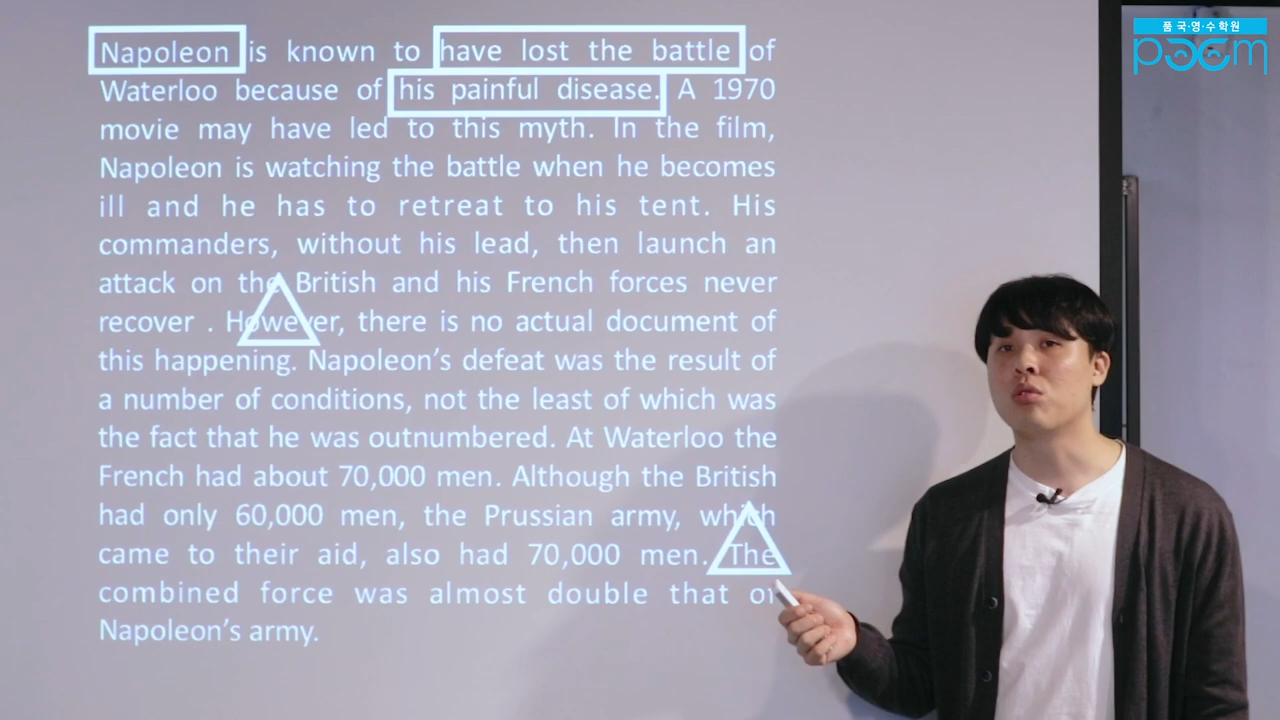 품 국·영·수 학원
poem
Napoleon is known to have lost the battle of
Waterloo because of his painful disease. A 1970
movie may have led to this myth. In the film,
Napoleon is watching the battle when he becomes
ill and he has to retreat to his tent. His
commanders, without his lead, then launch an
attack on the British and his French forces never
recover . However, there is no actual document of
this happening. Napoleon’s defeat was the result of
a number of conditions, not the least of which was
the fact that he was outnumbered. At Waterloo the
French had about 70,000 men. Although the British
had only 60,000 men, the Prussian army, which
came to their aid, also had 70,000 men. The
combined force was almost double that of
Napoleon’s army.